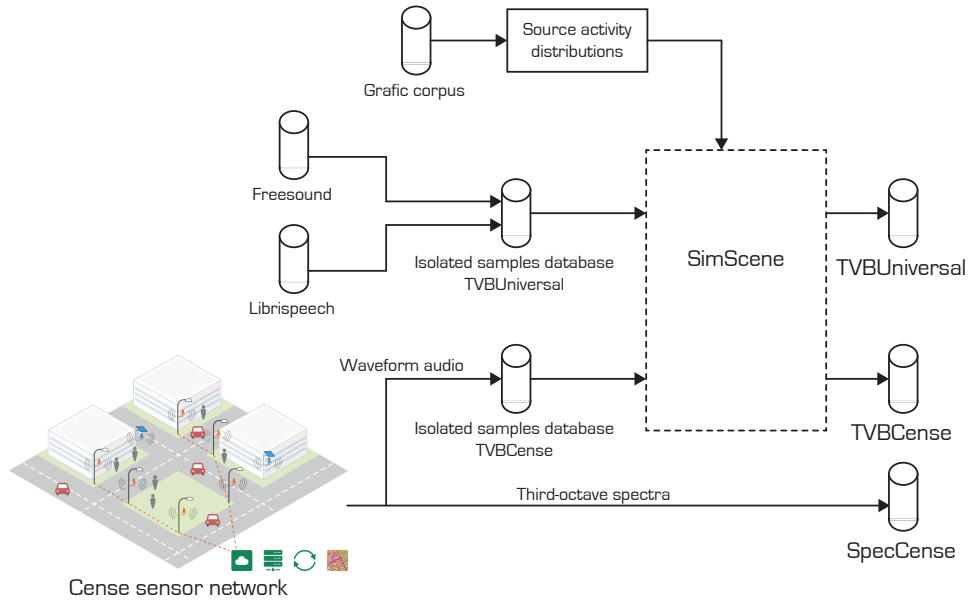 Source activity
distributions
Grafic corpus
Freesound
Isolated samples database
TVBUniversal
Librispeech
SimScene
TVBUniversal
Waveform audio
Isolated samples database
TVBCense
TVBCense
Third-octave spectra
SpecCense
Cense sensor network